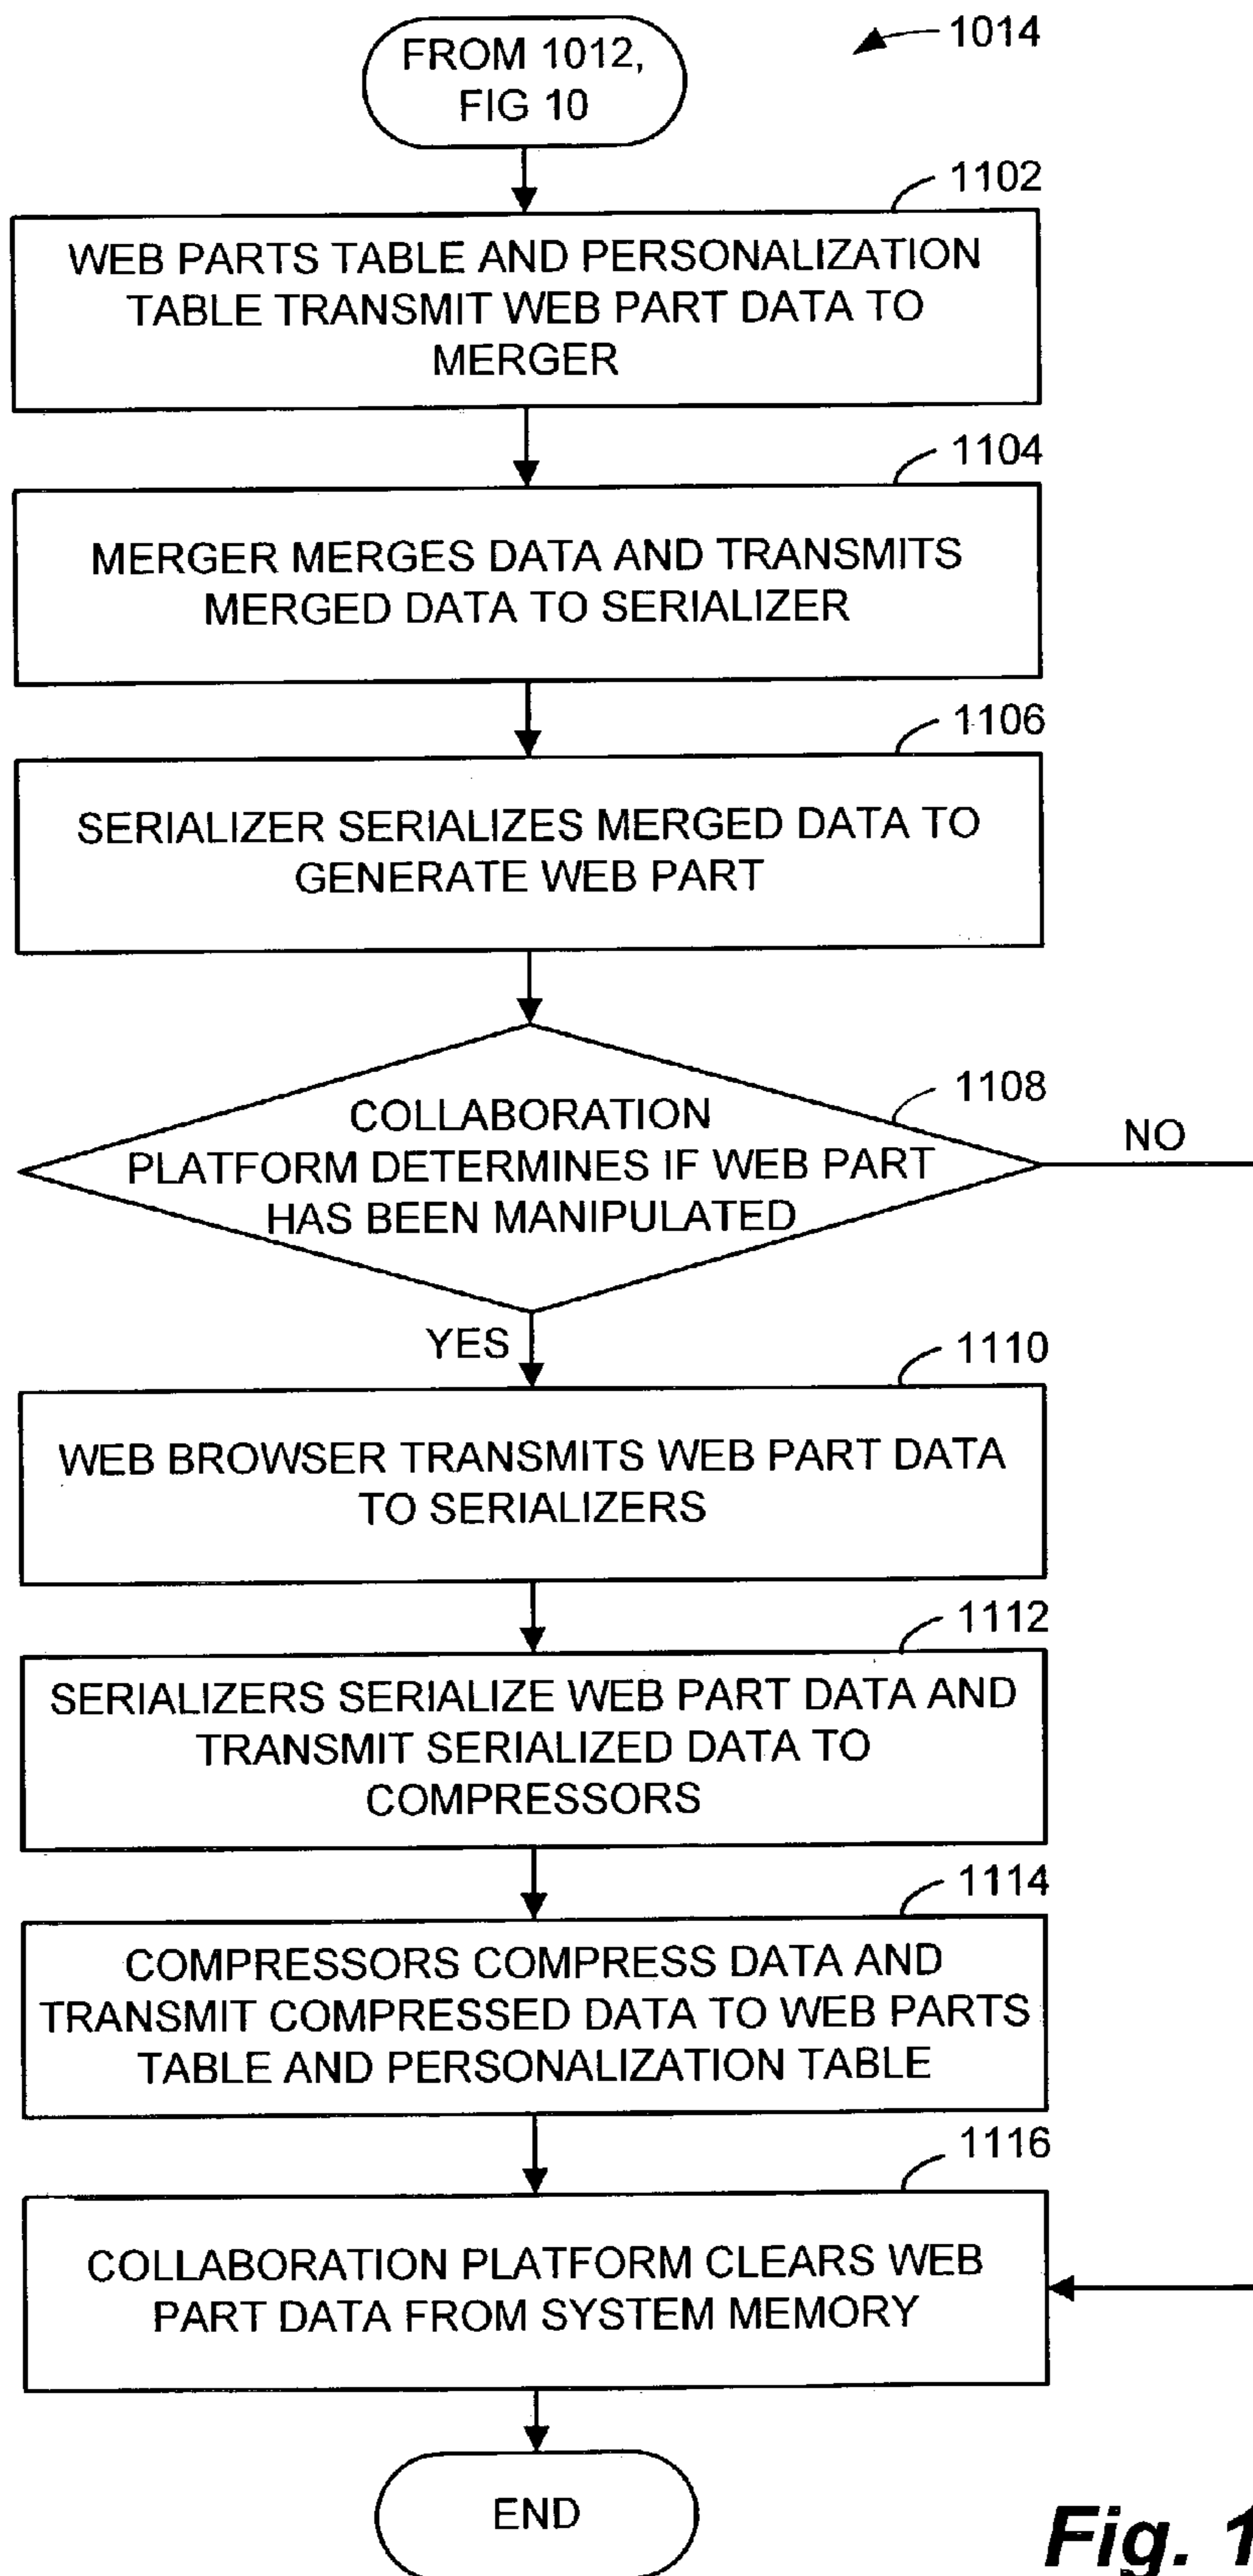 FROM 1012,
FIG 10
1014
1102
WEB PARTS TABLE AND PERSONALIZATION
TABLE TRANSMIT WEB PART DATA TO
MERGER
1104
MERGER MERGES DATA AND TRANSMITS
MERGED DATA TO SERIALIZER
1106
SERIALIZER SERIALIZES MERGED DATA TO
GENERATE WEB PART
1108
COLLABORATION
PLATFORM DETERMINES IF WEB PART
HAS BEEN MANIPULATED
NO
YES
1110
WEB BROWSER TRANSMITS WEB PART DATA
TO SERIALIZERS
1112
SERIALIZERS SERIALIZE WEB PART DATA AND
TRANSMIT SERIALIZED DATA TO
COMPRESSORS
1114
COMPRESSORS COMPRESS DATA AND
TRANSMIT COMPRESSED DATA TO WEB PARTS
TABLE AND PERSONALIZATION TABLE
1116
COLLABORATION PLATFORM CLEARS WEB
PART DATA FROM SYSTEM MEMORY
END
Fig.